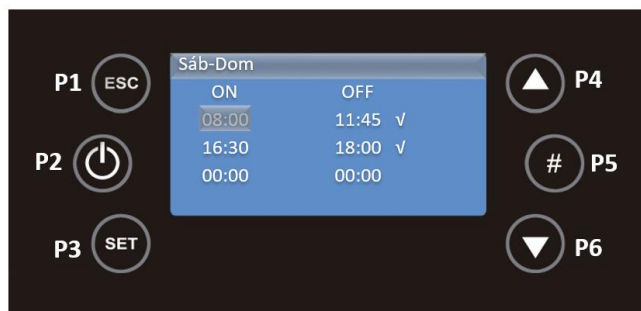 Sáb-Dom
P1 ESC
P2
P3 SET
ON OFF
08:00 11:45 √
16:30 18:00 √
00:00 00:00
P4
# P5
P6